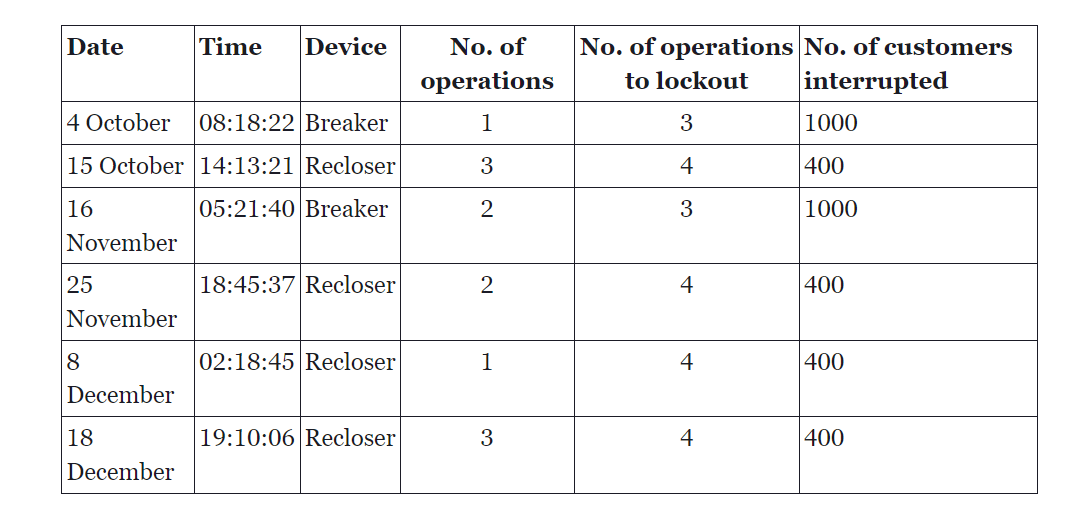 Date Time Device No. of operations No. of operations to lockout No. of customers interrupted
4 October 08:18:22 Breaker 1 3 1000
15 October 14:13:21 Recloser 3 4 400
16 November 05:21:40 Breaker 2 3 1000
25 November 18:45:37 Recloser 2 4 400
8 December 02:18:45 Recloser 1 4 400
18 December 19:10:06 Recloser 3 4 400